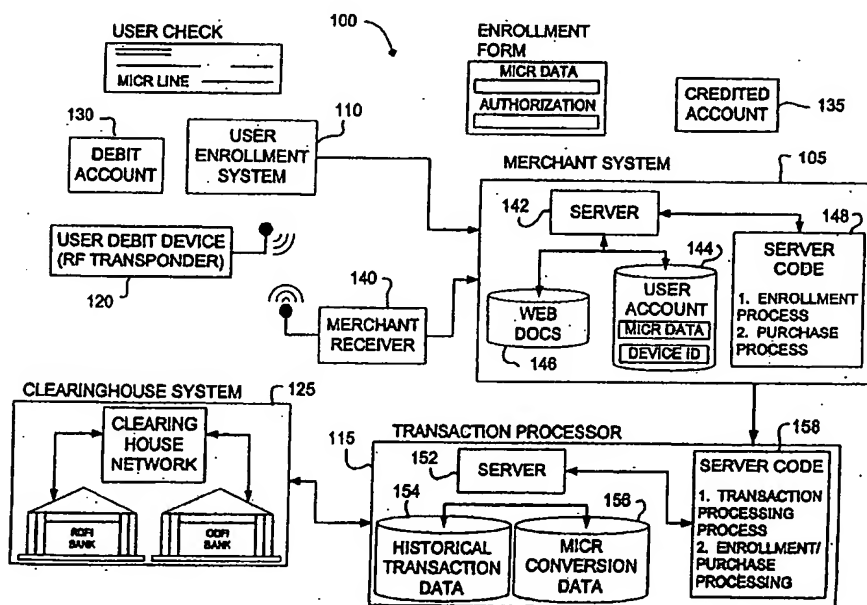 USER CHECK
MICR LINE
100
ENROLLMENT
FORM
MICR DATA
AUTHORIZATION
CREDITED
ACCOUNT
135
130
DEBIT
ACCOUNT
110
USER
ENROLLMENT
SYSTEM
MERCHANT SYSTEM
105
142
SERVER
148
SERVER
CODE
1. ENROLLMENT
PROCESS
2. PURCHASE
PROCESS
144
USER
ACCOUNT
MICR DATA
DEVICE ID
WEB
DOCS
146
USER DEBIT DEVICE
(RF TRANSPONDER)
120
140
MERCHANT
RECEIVER
CLEARINGHOUSE SYSTEM
125
CLEARING
HOUSE
NETWORK
RDFI
BANK
ODFI
BANK
TRANSACTION PROCESSOR
115
152
SERVER
158
SERVER CODE
1. TRANSACTION
PROCESSING
PROCESS
2. ENROLLMENT/
PURCHASE
PROCESSING
154
HISTORICAL
TRANSACTION
DATA
156
MICR
CONVERSION
DATA